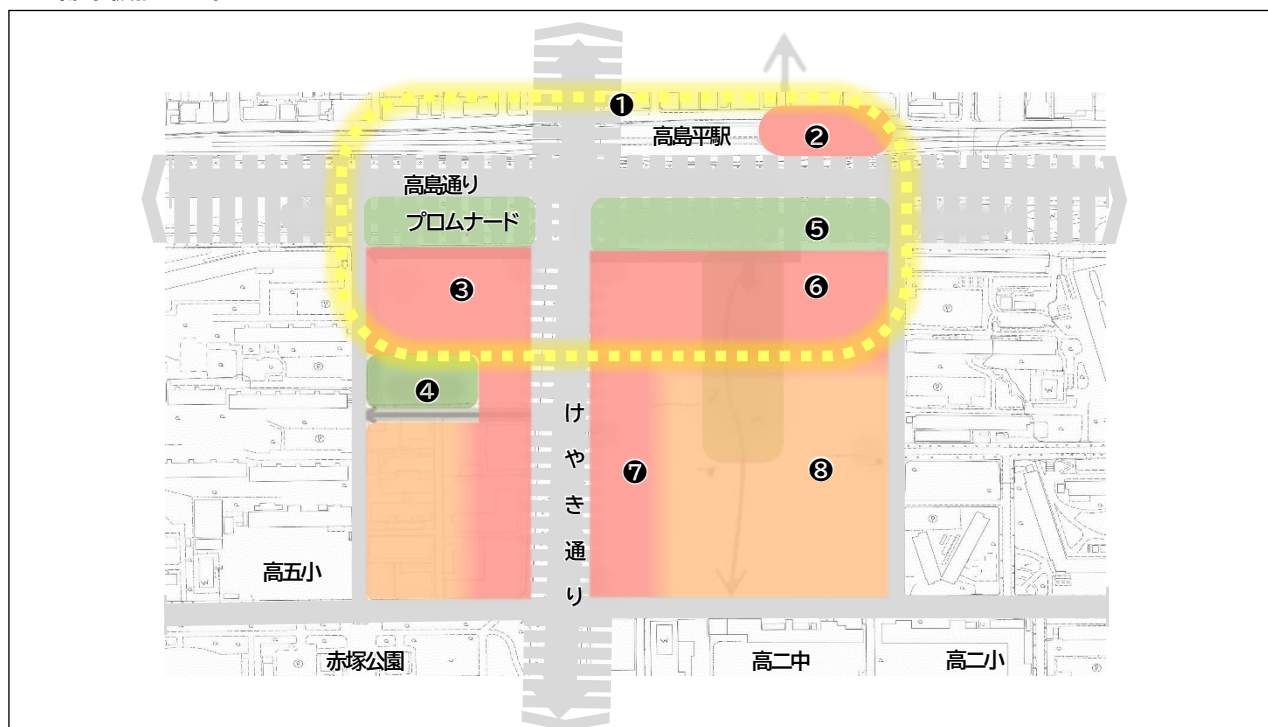 ❶
高島平駅
❷
高島通り
プロムナード
❺
❸
❻
❹
けやき通り
❼
❽
高五小
赤塚公園
高二中
高二小